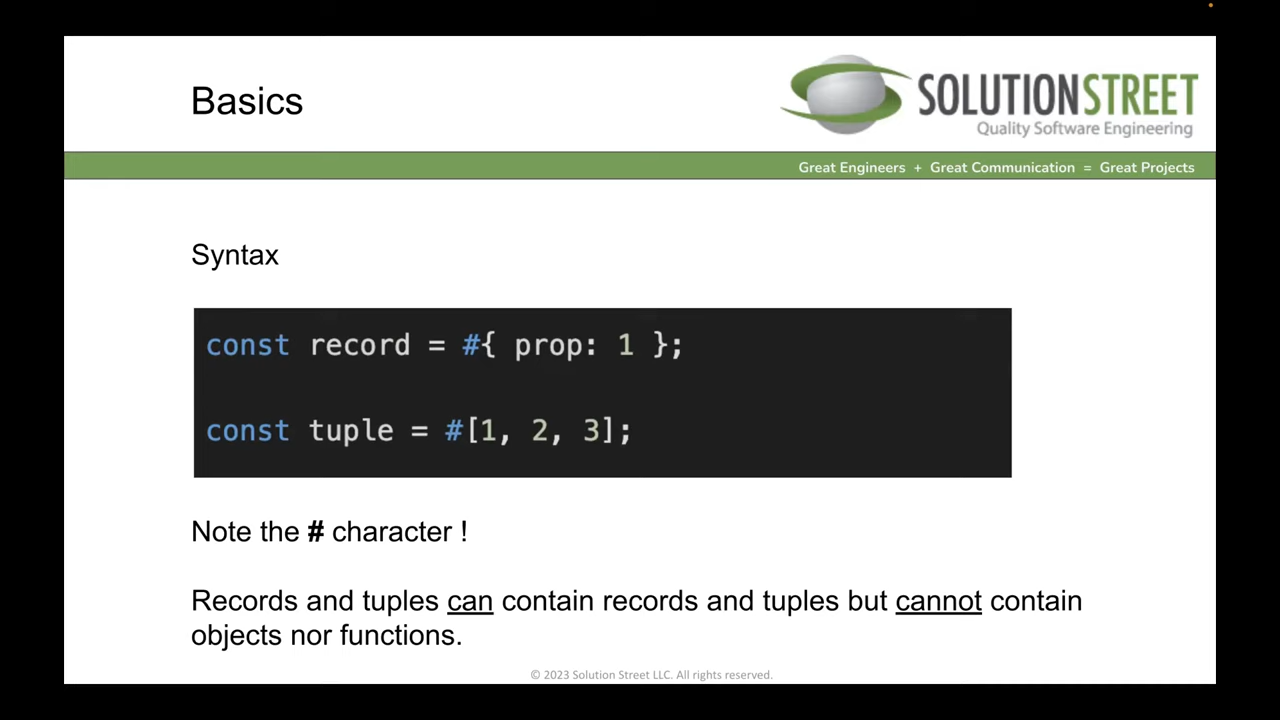 Basics
SOLUTIONSTREET
Quality Software Engineering
Great Engineers + Great Communication = Great Projects
Syntax
const record = #{ prop: 1 };
const tuple = #[1, 2, 3];
Note the # character !
Records and tuples can contain records and tuples but cannot contain
objects nor functions.
© 2023 Solution Street LLC. All rights reserved.